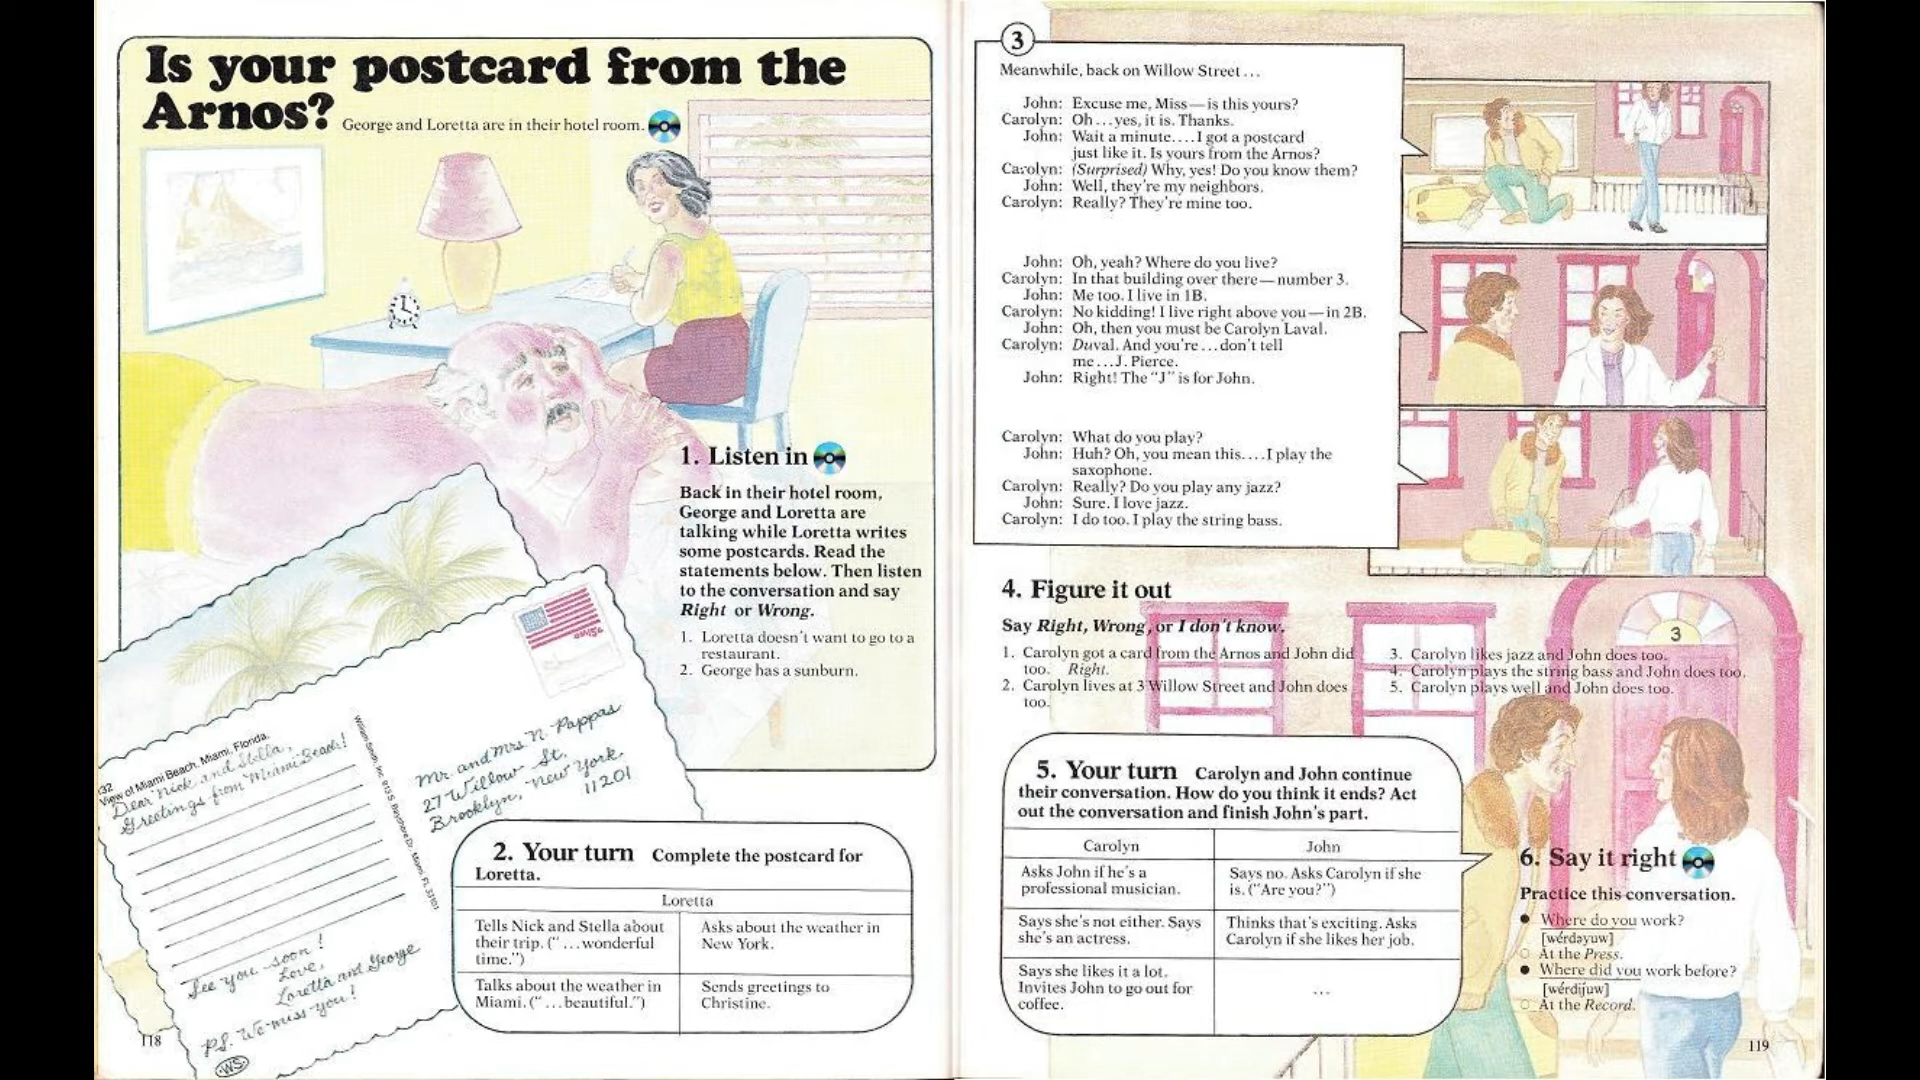 Is your postcard from the
Arnos?
George and Loretta are in their hotel room.
1. Listen in
Back in their hotel room,
George and Loretta are
talking while Loretta writes
some postcards. Read the
statements below. Then listen
to the conversation and say
Right or Wrong.
1. Loretta doesn't want to go to a
restaurant.
2. George has a sunburn.
132
View of Miami Beach, Miami, Florida.
Dear Nick and Stella,
Greetings from Miami Beach!
See you soon!
Love,
Loretta and George
P.S. We miss you!
WS
Mr. and Mrs. N. Pappas
27 Willow St.
Brooklyn, New York
11201
2. Your turn Complete the postcard for
Loretta.
Loretta
Tells Nick and Stella about
their trip. ("...wonderful
time.")
Asks about the weather in
New York.
Talks about the weather in
Miami. ("...beautiful.")
Sends greetings to
Christine.
118
3
Meanwhile, back on Willow Street...
John: Excuse me, Miss—is this yours?
Carolyn: Oh...yes, it is. Thanks.
John: Wait a minute....I got a postcard
just like it. Is yours from the Arnos?
Carolyn: (Surprised) Why, yes! Do you know them?
John: Well, they're my neighbors.
Carolyn: Really? They're mine too.
John: Oh, yeah? Where do you live?
Carolyn: In that building over there—number 3.
John: Me too. I live in 1B.
Carolyn: No kidding! I live right above you—in 2B.
John: Oh, then you must be Carolyn Laval.
Carolyn: Duval. And you're...don't tell
me...J. Pierce.
John: Right! The "J" is for John.
Carolyn: What do you play?
John: Huh? Oh, you mean this....I play the
saxophone.
Carolyn: Really? Do you play any jazz?
John: Sure. I love jazz.
Carolyn: I do too. I play the string bass.
4. Figure it out
Say Right, Wrong, or I don't know.
1. Carolyn got a card from the Arnos and John did
too. Right.
2. Carolyn lives at 3 Willow Street and John does
too.
3. Carolyn likes jazz and John does too.
4. Carolyn plays the string bass and John does too.
5. Carolyn plays well and John does too.
3
5. Your turn Carolyn and John continue
their conversation. How do you think it ends? Act
out the conversation and finish John's part.
Carolyn
John
Asks John if he's a
professional musician.
Says no. Asks Carolyn if she
is. ("Are you?")
Says she's not either. Says
she's an actress.
Thinks that's exciting. Asks
Carolyn if she likes her job.
Says she likes it a lot.
Invites John to go out for
coffee.
...
6. Say it right
Practice this conversation.
● Where do you work?
[wérdəyuw]
○ At the Press.
● Where did you work before?
[wérdɪǰuw]
○ At the Record.
119